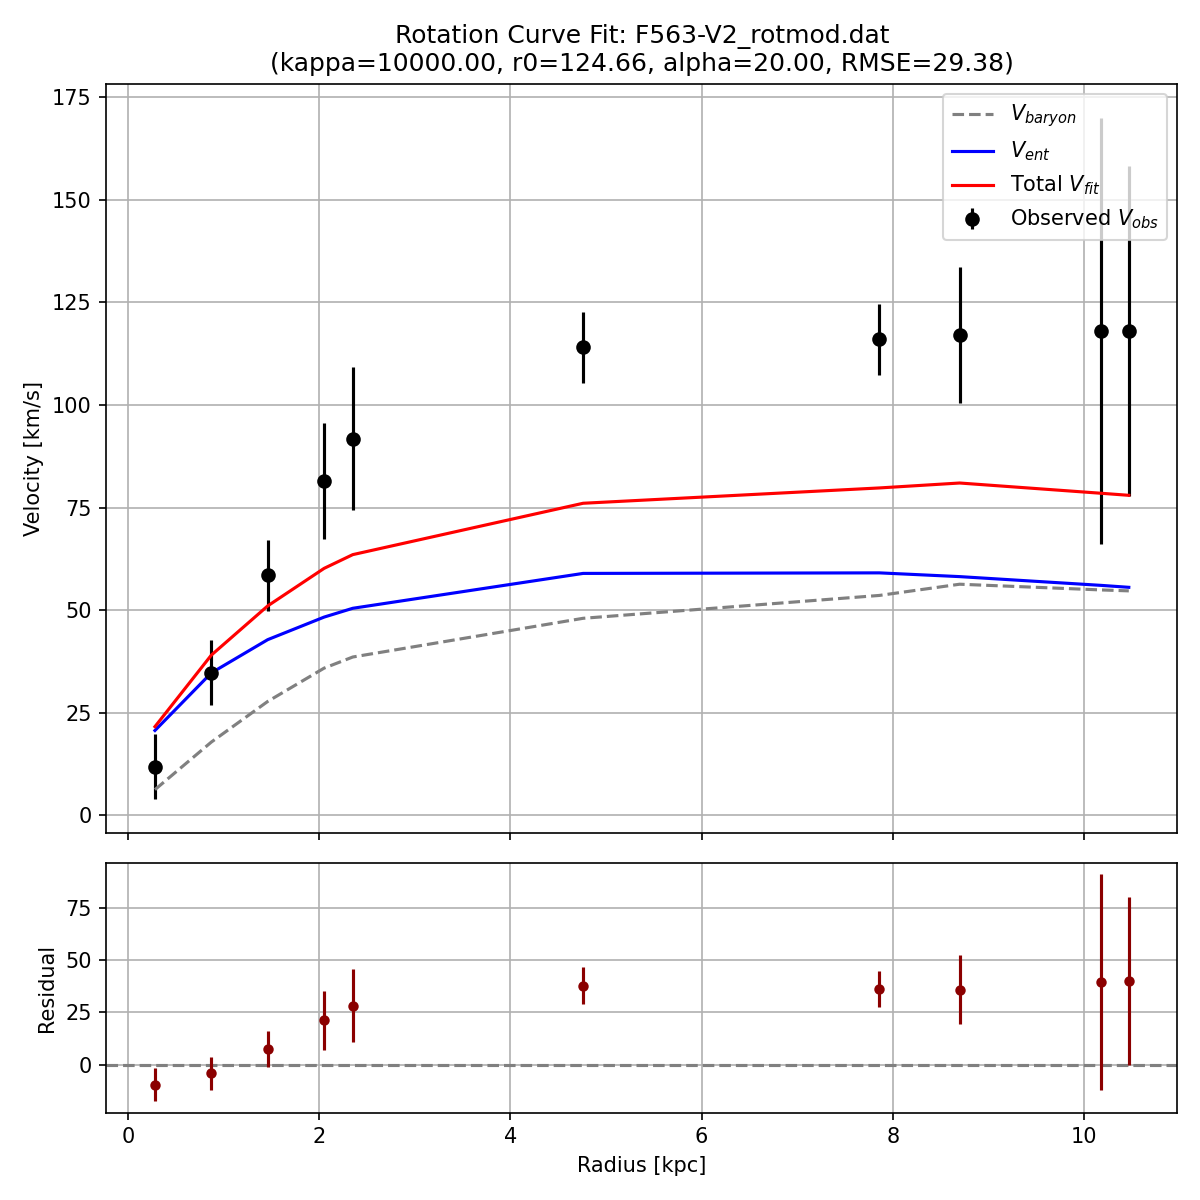 Rotation Curve Fit: F563-V2_rotmod.dat
(kappa=10000.00, r0=124.66, alpha=20.00, RMSE=29.38)
175
150
125
100
75
50
25
0
Velocity [km/s]
V_baryon
V_ent
Total V_fit
Observed V_obs
75
50
25
0
Residual
0 2 4 6 8 10
Radius [kpc]